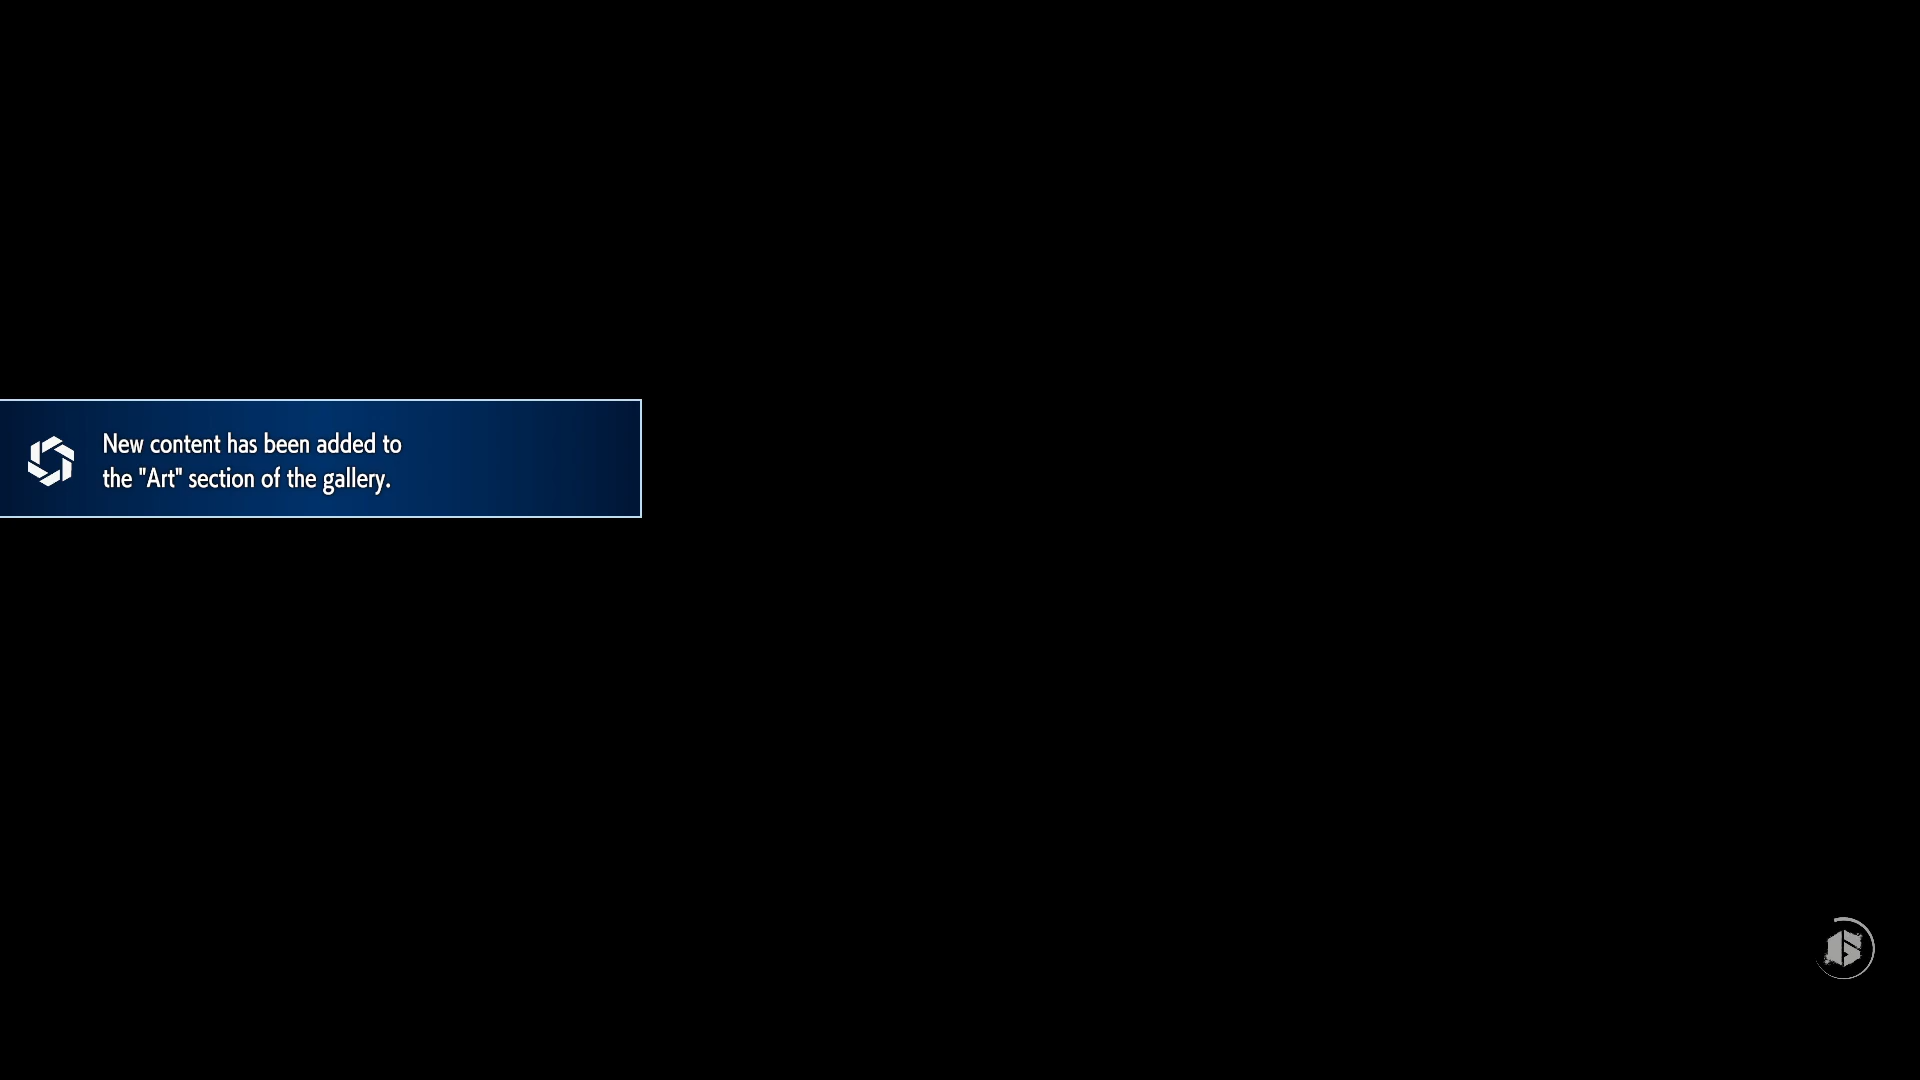 New content has been added to
the "Art" section of the gallery.